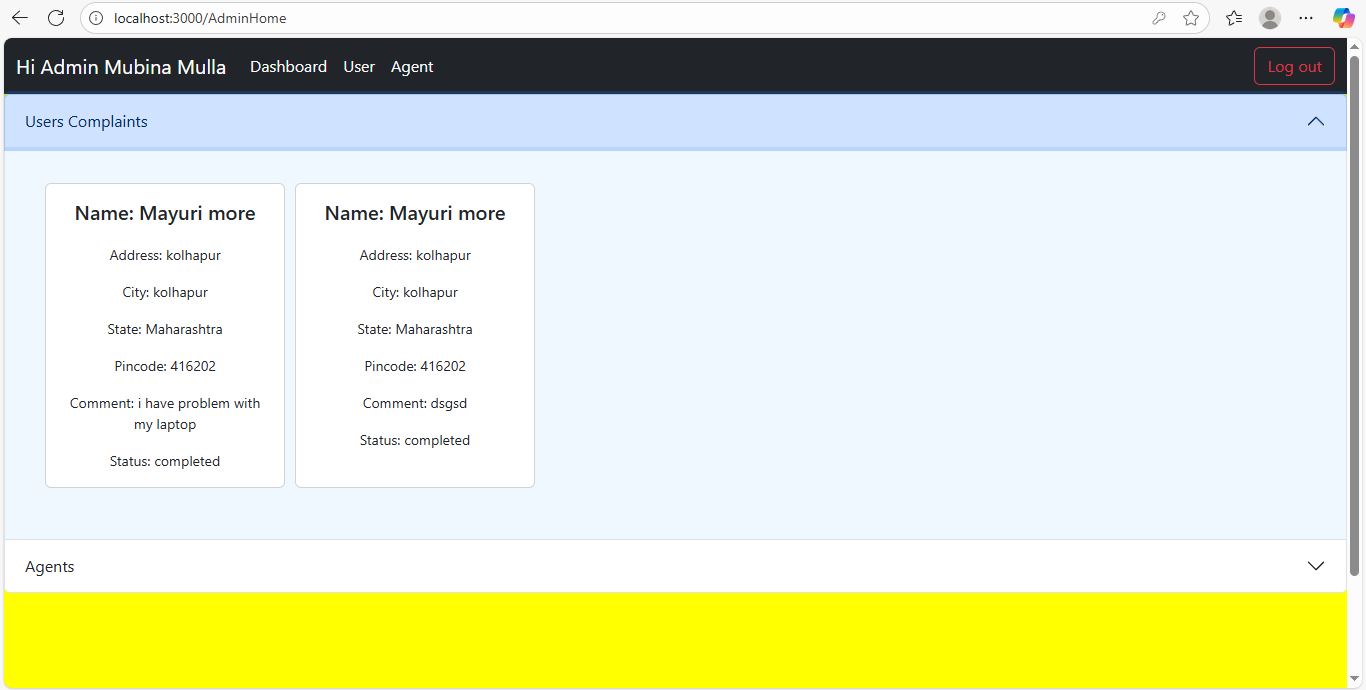 localhost:3000/AdminHome
Hi Admin Mubina Mulla Dashboard User Agent Log out
Users Complaints
Name: Mayuri more
Address: kolhapur
City: kolhapur
State: Maharashtra
Pincode: 416202
Comment: i have problem with
my laptop
Status: completed
Name: Mayuri more
Address: kolhapur
City: kolhapur
State: Maharashtra
Pincode: 416202
Comment: dsgsd
Status: completed
Agents